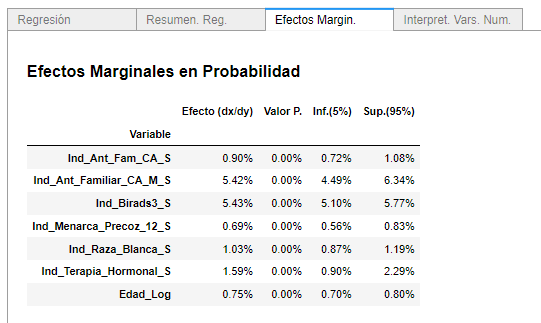 Regresión Resumen. Reg. Efectos Margin. Interpret. Vars. Num.
Efectos Marginales en Probabilidad
Efecto (dx/dy) Valor P. Inf.(5%) Sup.(95%)
Variable
Ind_Ant_Fam_CA_S 0.90% 0.00% 0.72% 1.08%
Ind_Ant_Familiar_CA_M_S 5.42% 0.00% 4.49% 6.34%
Ind_Birads3_S 5.43% 0.00% 5.10% 5.77%
Ind_Menarca_Precoz_12_S 0.69% 0.00% 0.56% 0.83%
Ind_Raza_Blanca_S 1.03% 0.00% 0.87% 1.19%
Ind_Terapia_Hormonal_S 1.59% 0.00% 0.90% 2.29%
Edad_Log 0.75% 0.00% 0.70% 0.80%